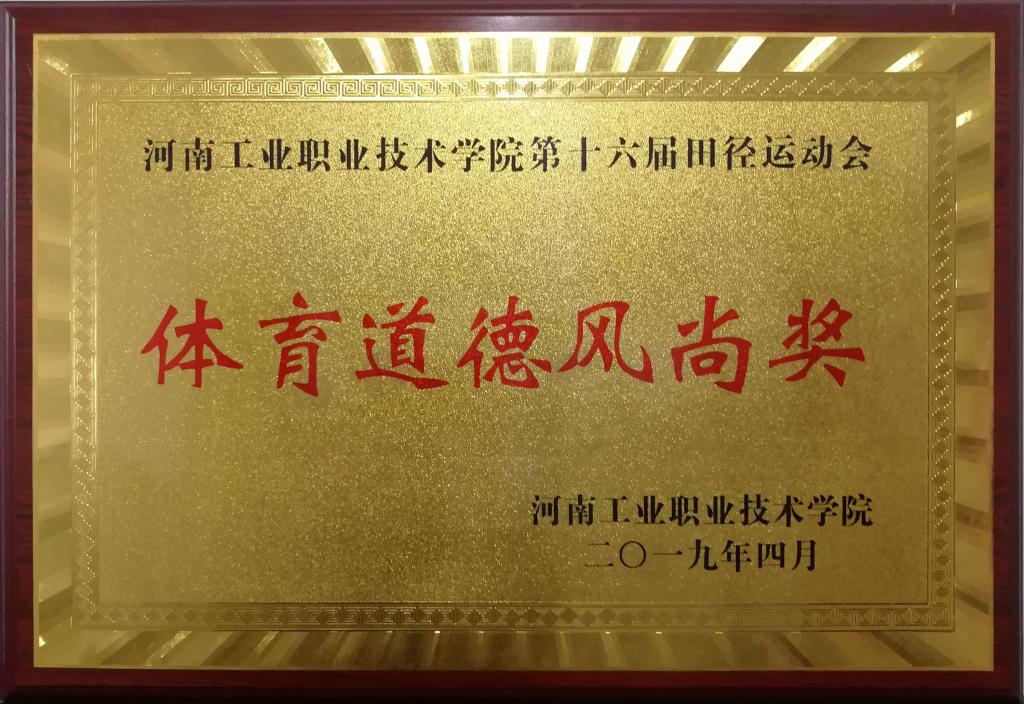 河南工业职业技术学院第十六届田径运动会
体育道德风尚奖
河南工业职业技术学院
二〇一九年四月